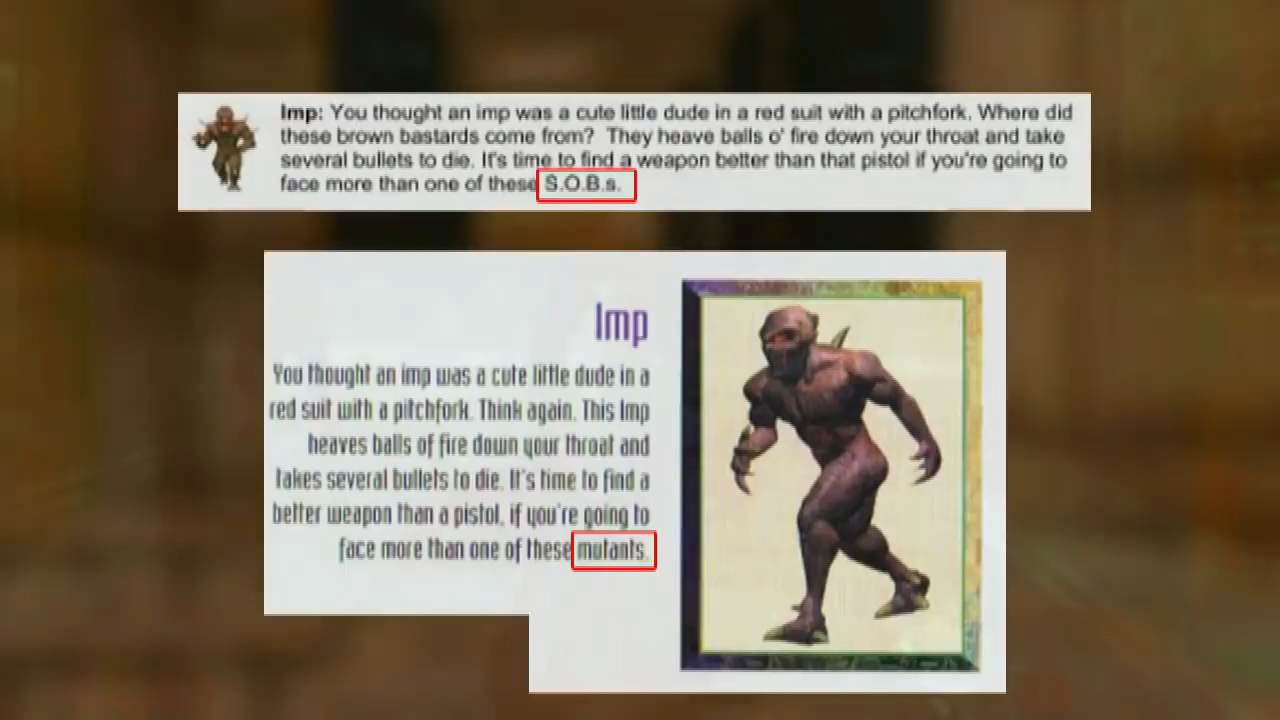 Imp: You thought an imp was a cute little dude in a red suit with a pitchfork. Where did
these brown bastards come from? They heave balls o' fire down your throat and take
several bullets to die. It's time to find a weapon better than that pistol if you're going to
face more than one of these S.O.B.s.
Imp
You thought an imp was a cute little dude in a
red suit with a pitchfork. Think again. This Imp
heaves balls of fire down your throat and
takes several bullets to die. It's time to find a
better weapon than a pistol, if you're going to
face more than one of these mutants.